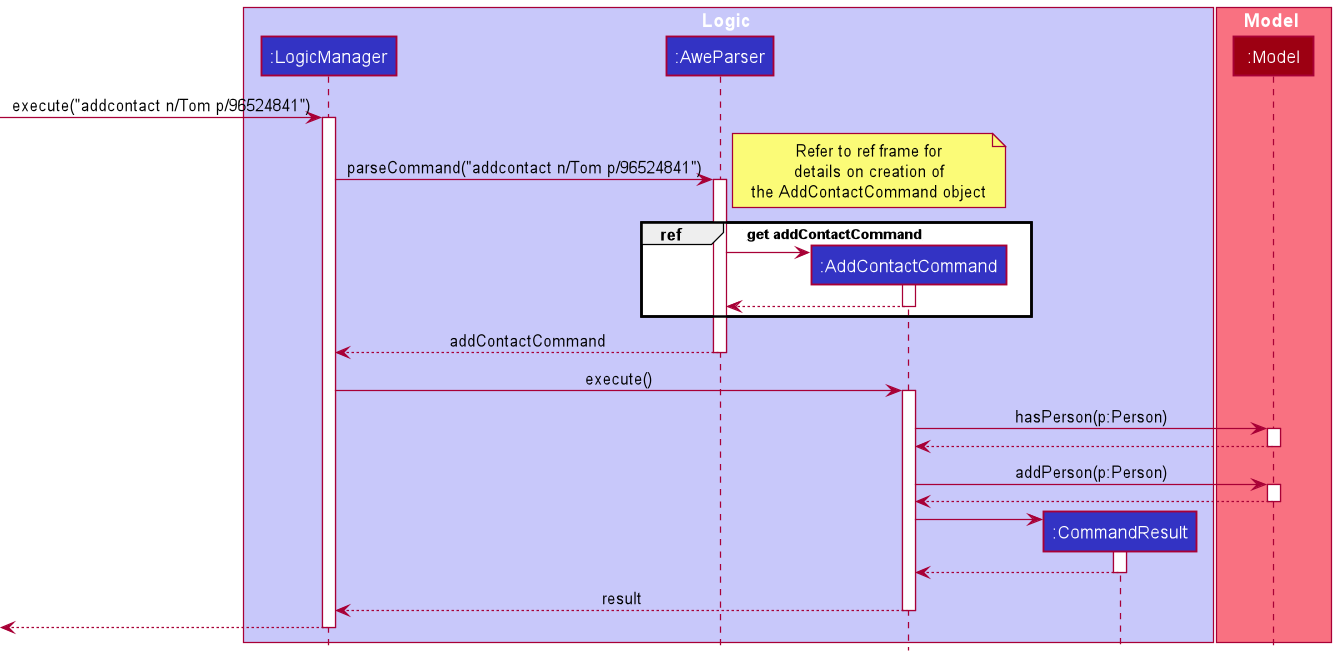 Logic
Model
:LogicManager
:AweParser
:Model
execute("addcontact n/Tom p/96524841")
Refer to ref frame for
details on creation of
the AddContactCommand object
parseCommand("addcontact n/Tom p/96524841")
ref
get addContactCommand
:AddContactCommand
addContactCommand
execute()
hasPerson(p:Person)
addPerson(p:Person)
:CommandResult
result